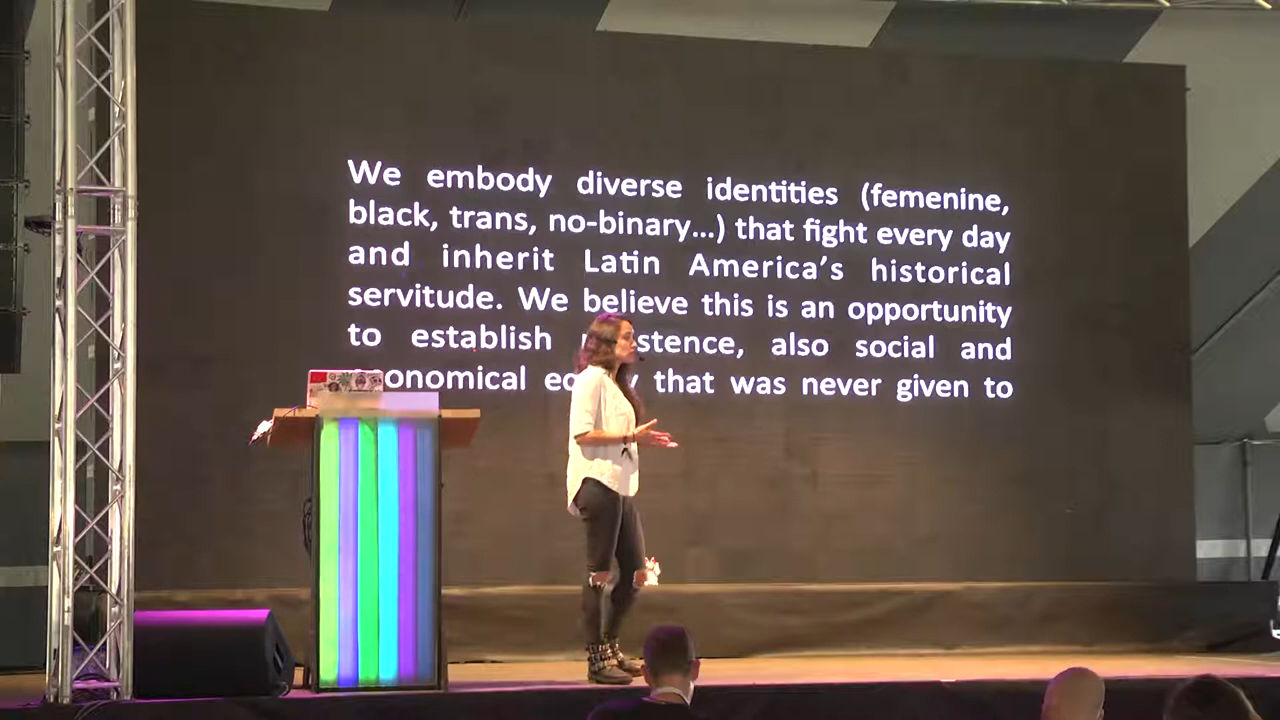 We embody diverse identities (femenine,
black, trans, no-binary...) that fight every day
and inherit Latin America's historical
servitude. We believe this is an opportunity
to establish also social and
that was never given to